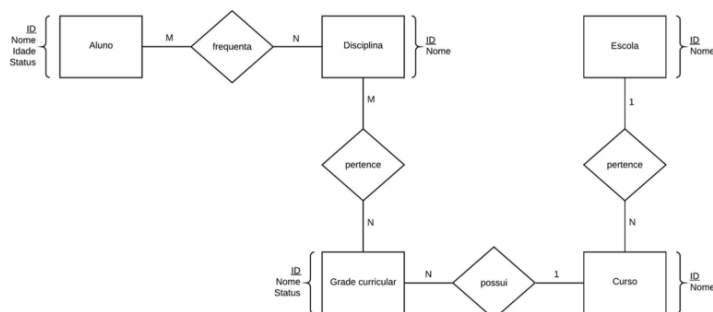 ID
Nome
Idade
Status
Aluno
M
frequenta
N
Disciplina
ID
Nome
Escola
ID
Nome
M
1
pertence
pertence
N
N
ID
Nome
Status
Grade curricular
N
possui
1
Curso
ID
Nome